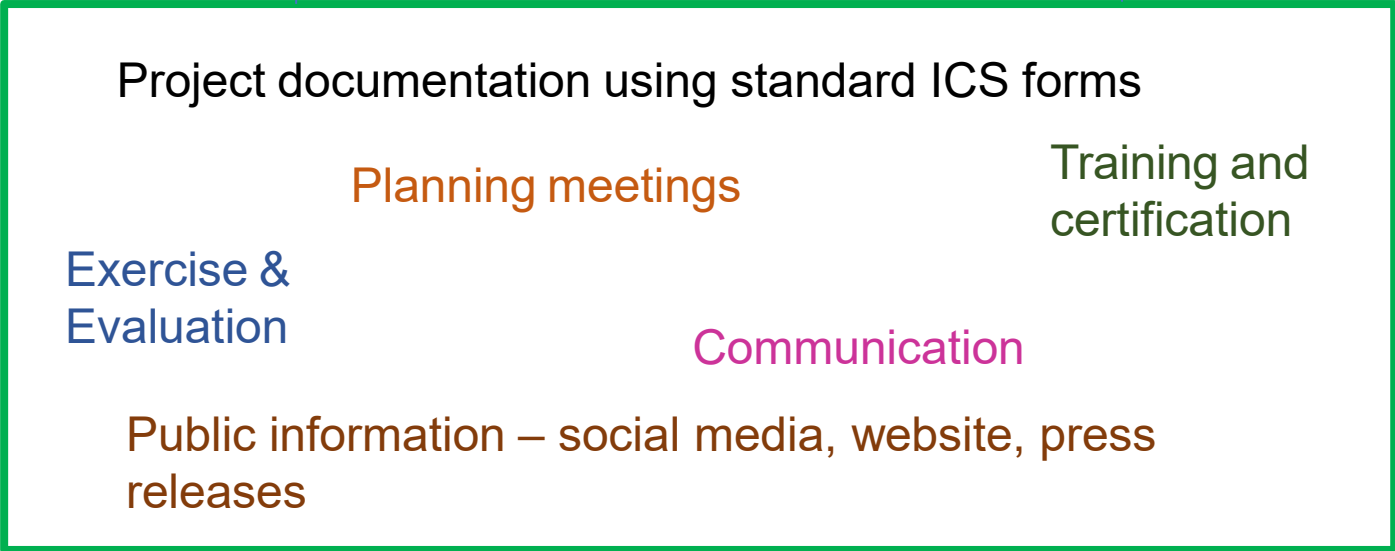 Project documentation using standard ICS forms
Planning meetings
Training and
certification
Exercise &
Evaluation
Communication
Public information – social media, website, press
releases